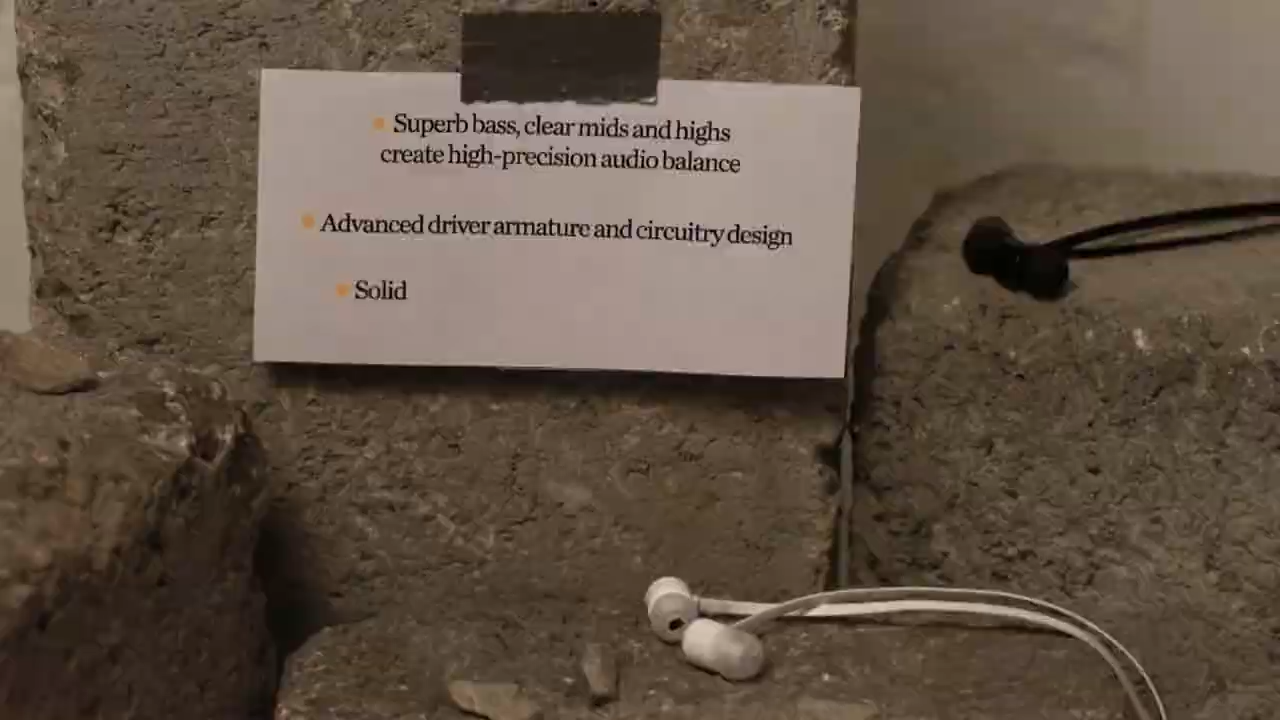 • Superb bass, clear mids and highs
create high-precision audio balance
• Advanced driver armature and circuitry design
• Solid